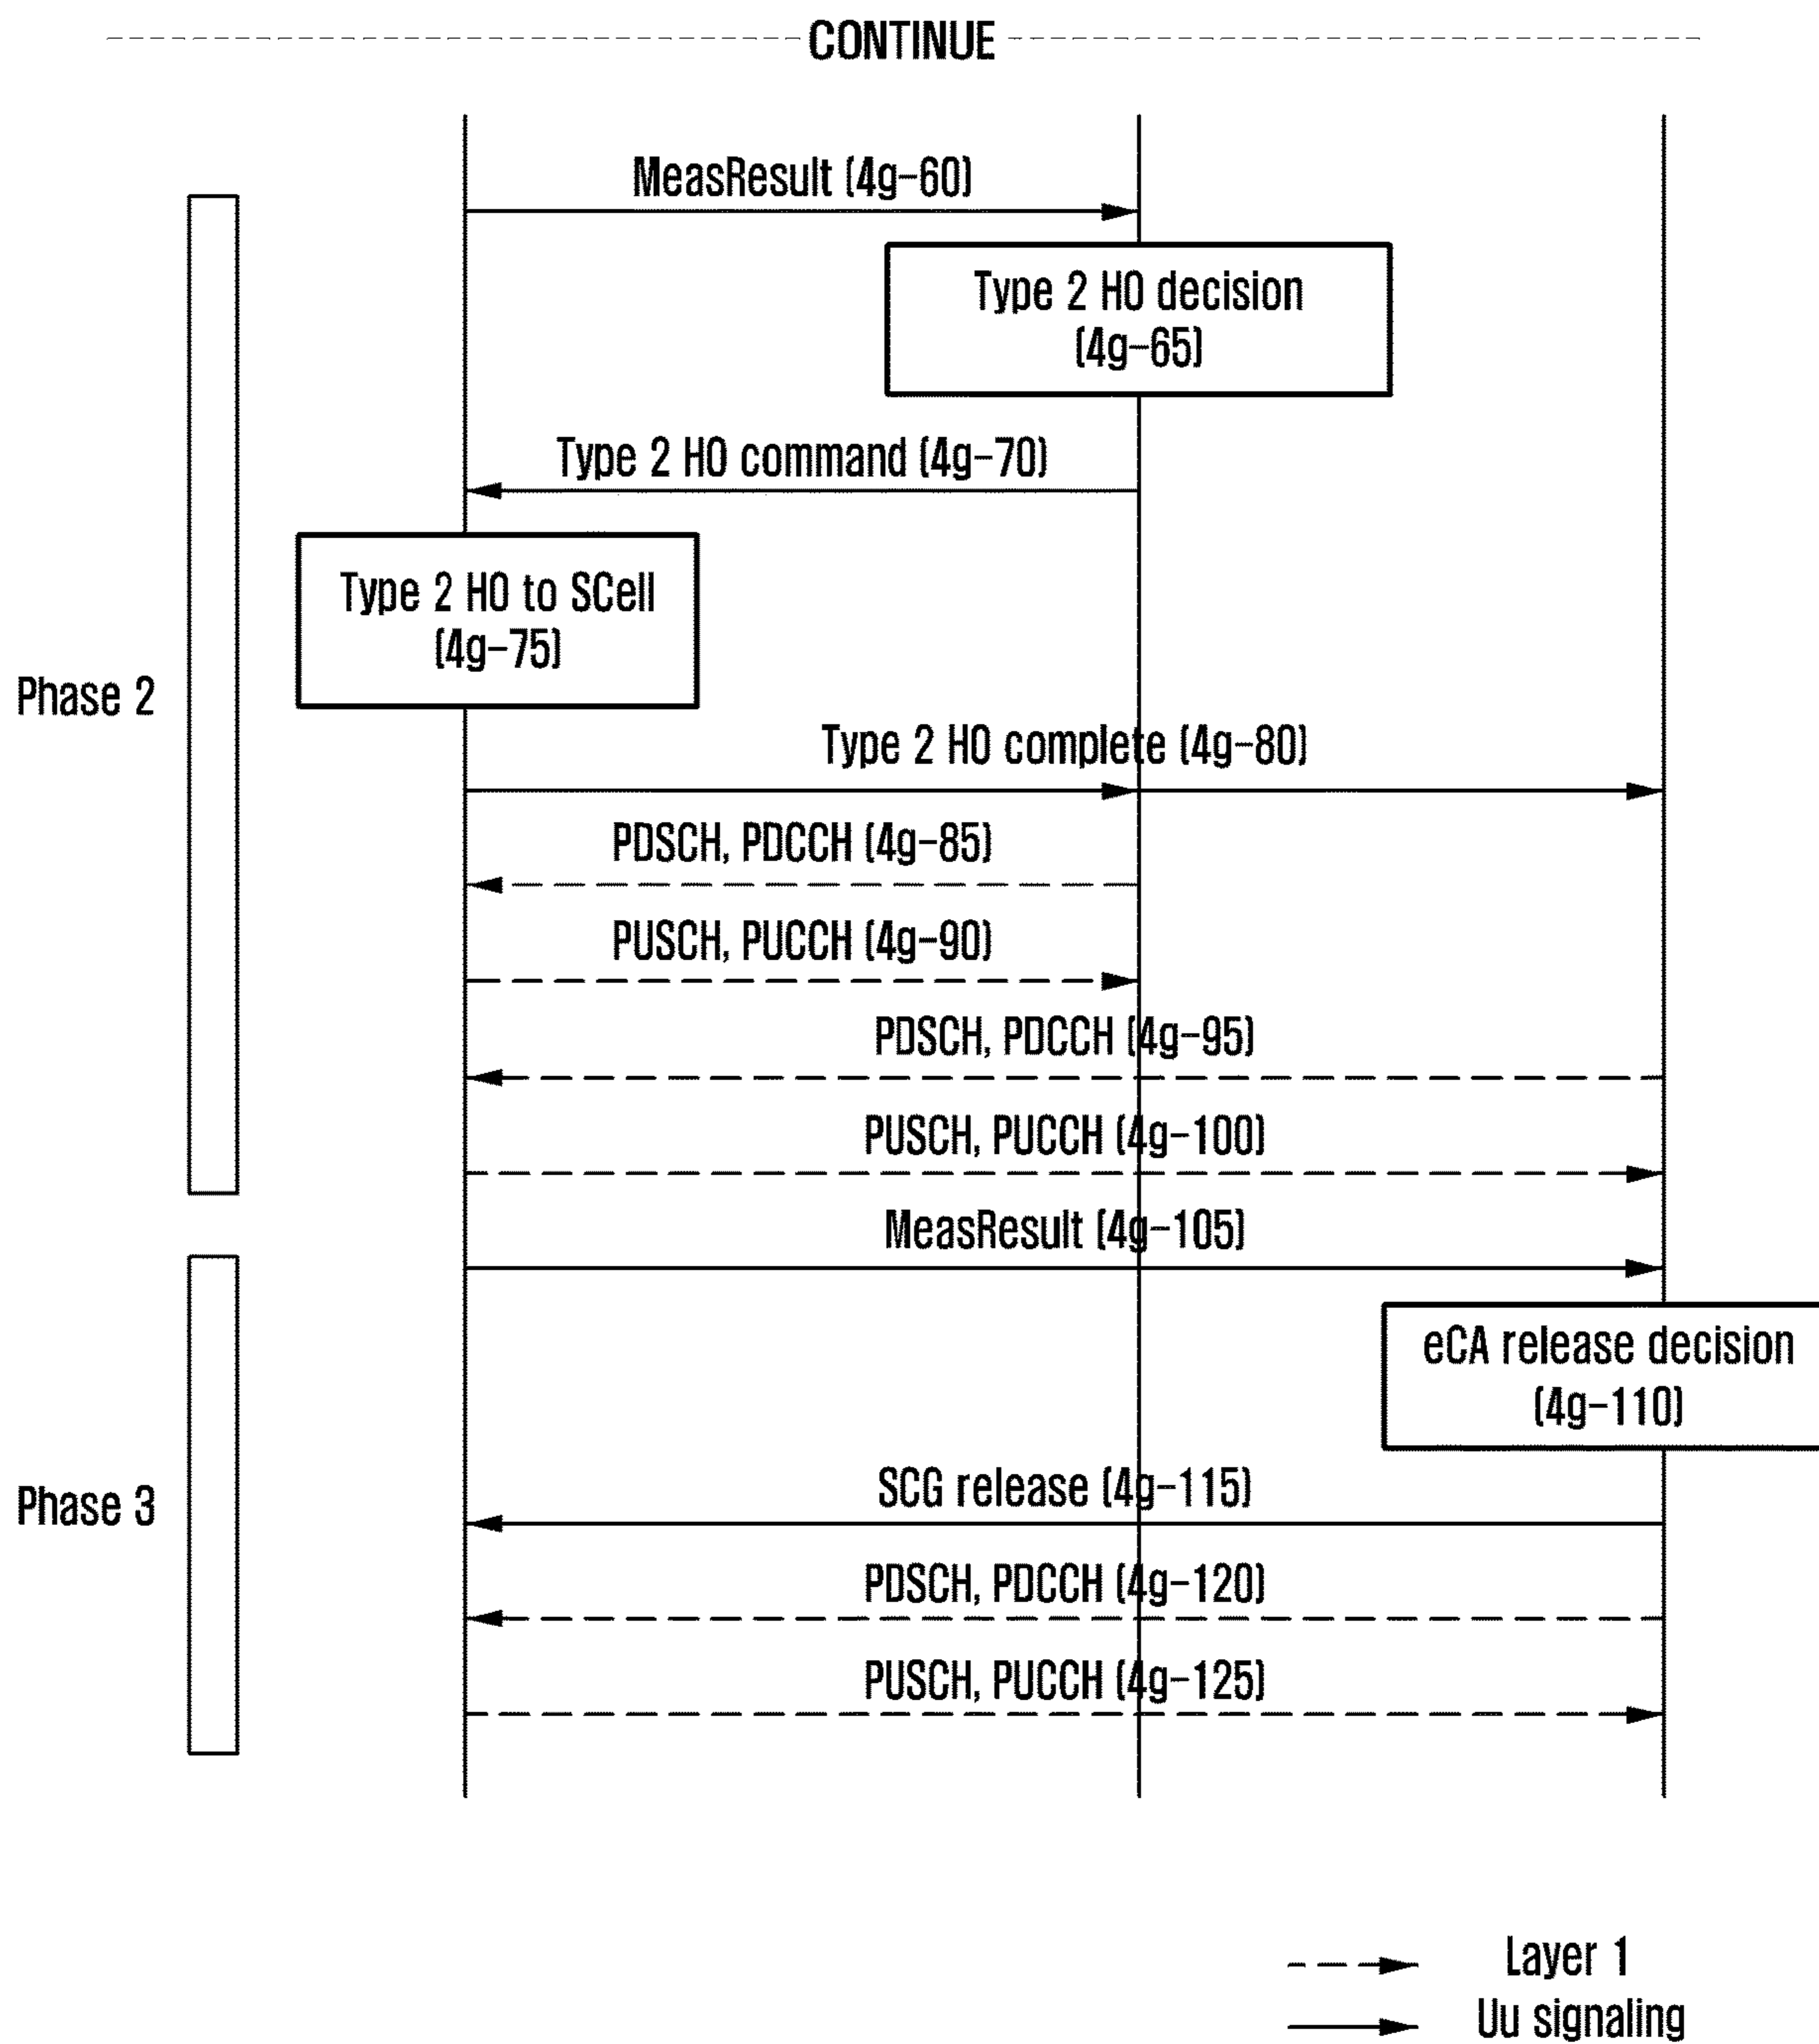 CONTINUE
MeasResult (4g-60)
Type 2 HO decision
(4g-65)
Type 2 HO command (4g-70)
Type 2 HO to SCell
(4g-75)
Phase 2
Type 2 HO complete (4g-80)
PDSCH, PDCCH (4g-85)
PUSCH, PUCCH (4g-90)
PDSCH, PDCCH (4g-95)
PUSCH, PUCCH (4g-100)
MeasResult (4g-105)
eCA release decision
(4g-110)
SCG release (4g-115)
Phase 3
PDSCH, PDCCH (4g-120)
PUSCH, PUCCH (4g-125)
Layer 1
Uu signaling